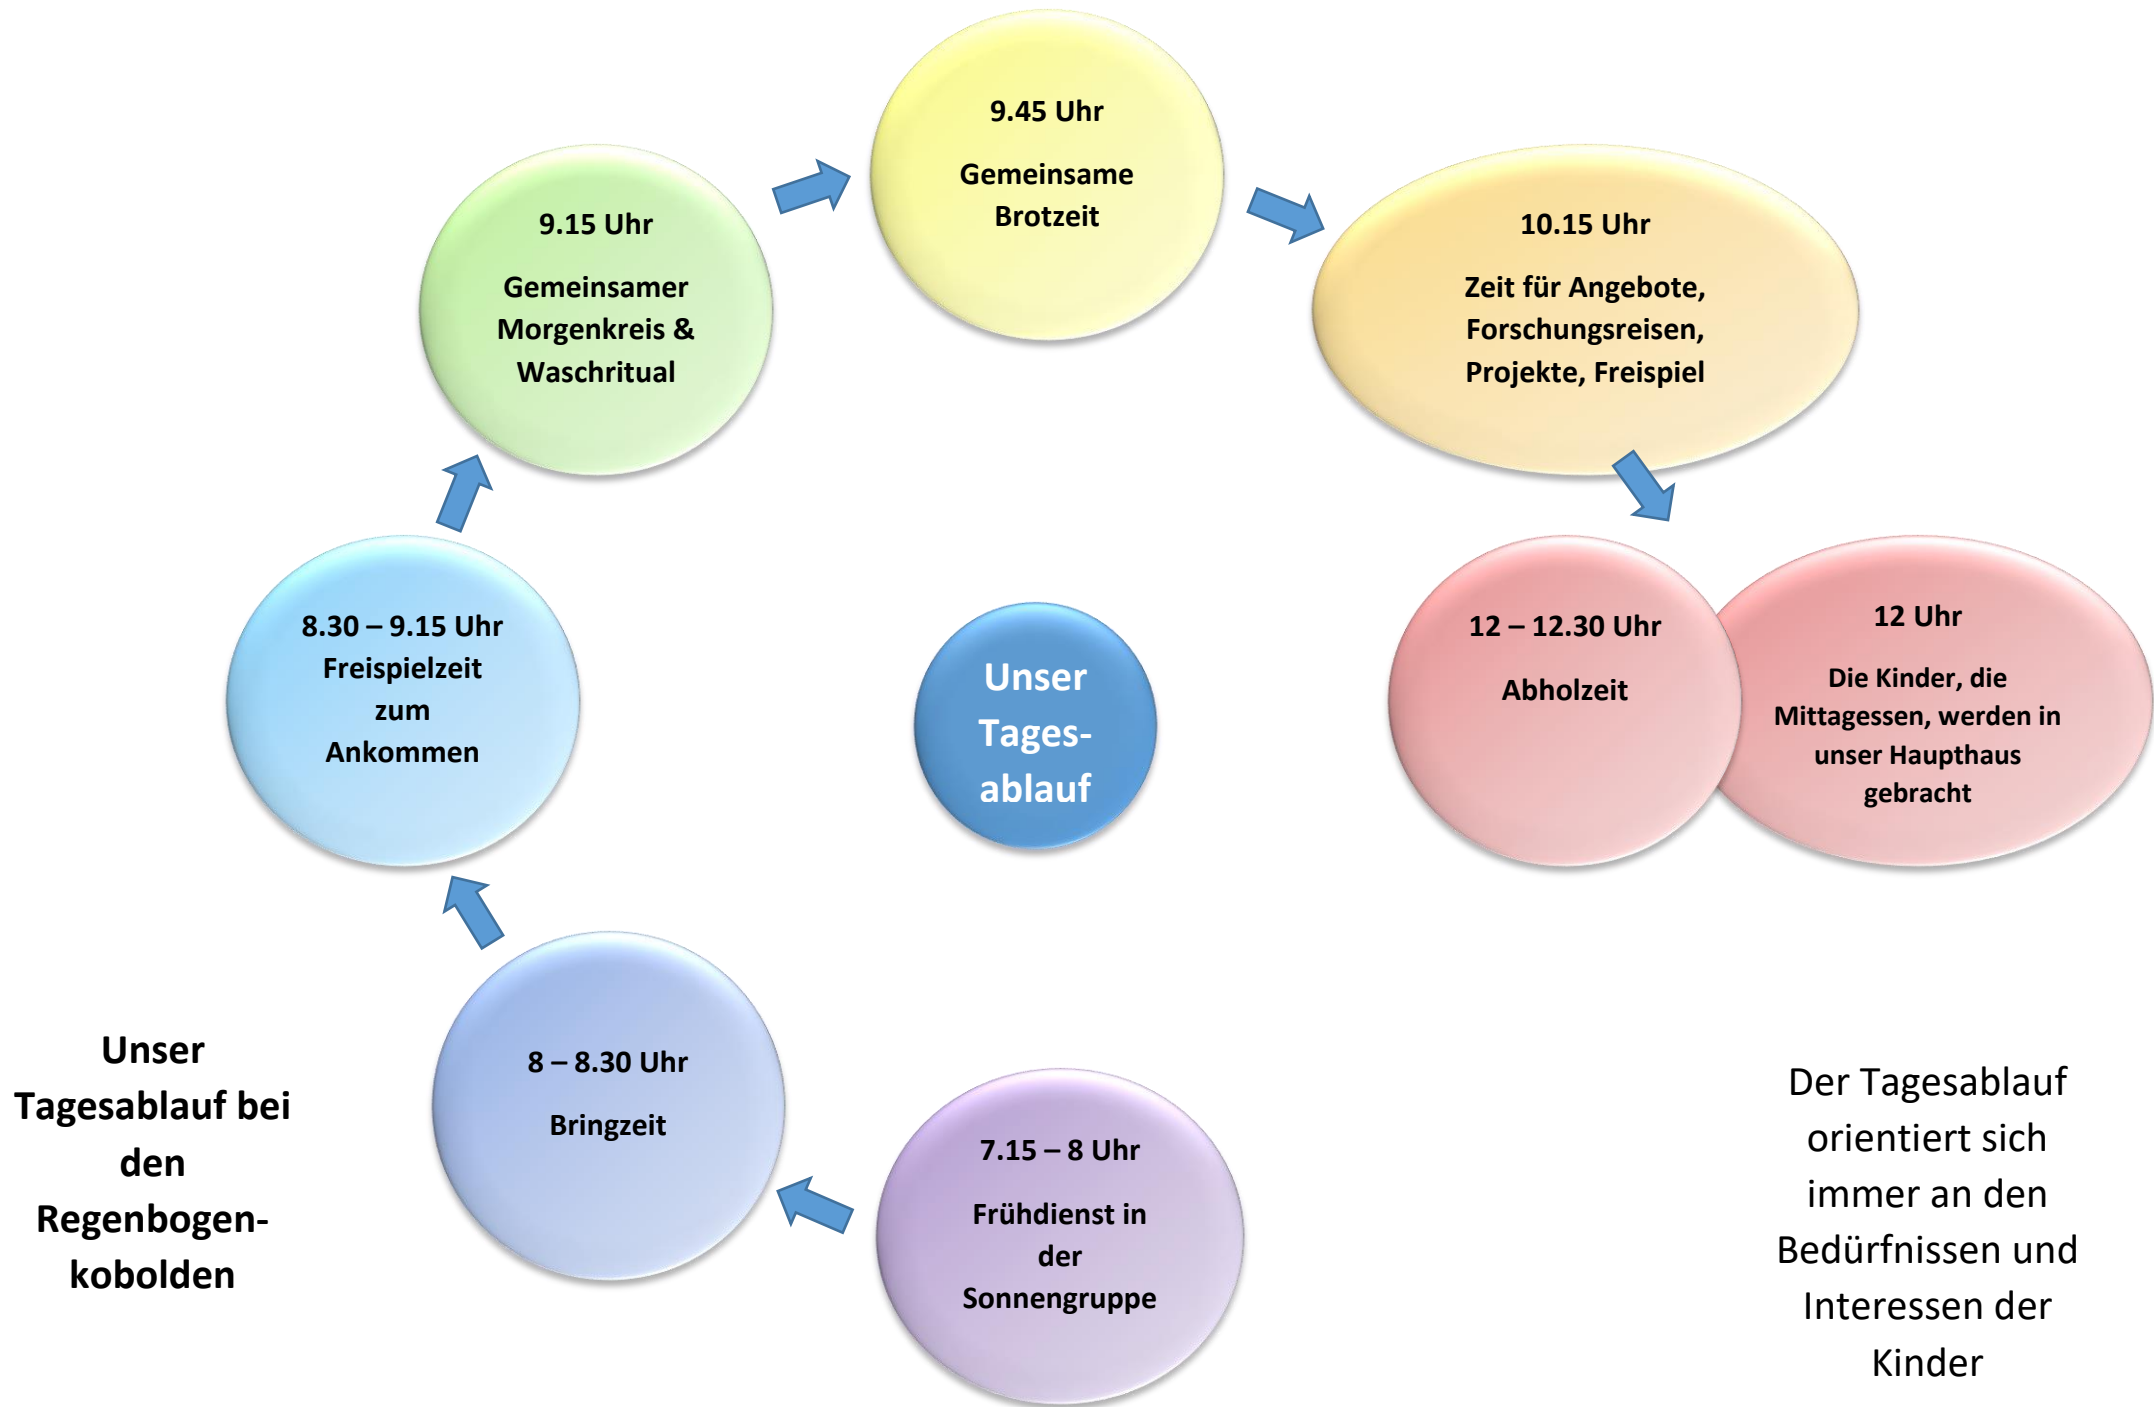 9.45 Uhr
Gemeinsame
Brotzeit
9.15 Uhr
Gemeinsamer
Morgenkreis &
Waschritual
10.15 Uhr
Zeit für Angebote,
Forschungsreisen,
Projekte, Freispiel
8.30 – 9.15 Uhr
Freispielzeit
zum
Ankommen
Unser
Tages-
ablauf
12 – 12.30 Uhr
Abholzeit
12 Uhr
Die Kinder, die
Mittagessen, werden in
unser Haupthaus
gebracht
Unser
Tagesablauf bei
den
Regenbogen-
kobolden
8 – 8.30 Uhr
Bringzeit
7.15 – 8 Uhr
Frühdienst in
der
Sonnengruppe
Der Tagesablauf
orientiert sich
immer an den
Bedürfnissen und
Interessen der
Kinder